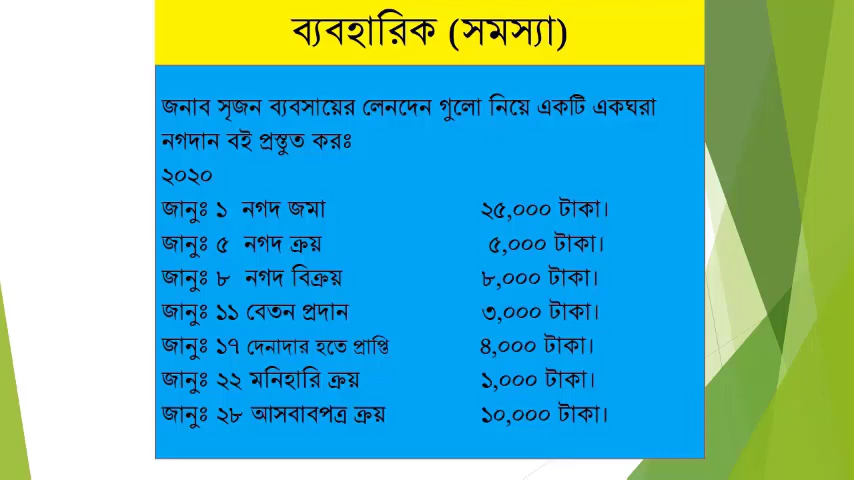 ব্যবহারিক (সমস্যা)
জনাব সৃজন ব্যবসায়ের লেনদেন গুলো নিয়ে একটি একঘরা
নগদান বই প্রস্তুত করঃ
২০২০
জানুঃ ১ নগদ জমা ২৫,০০০ টাকা।
জানুঃ ৫ নগদ ক্রয় ৫,০০০ টাকা।
জানুঃ ৮ নগদ বিক্রয় ৮,০০০ টাকা।
জানুঃ ১১ বেতন প্রদান ৩,০০০ টাকা।
জানুঃ ১৭ দেনাদার হতে প্রাপ্তি ৪,০০০ টাকা।
জানুঃ ২২ মনিহারি ক্রয় ১,০০০ টাকা।
জানুঃ ২৮ আসবাবপত্র ক্রয় ১০,০০০ টাকা।